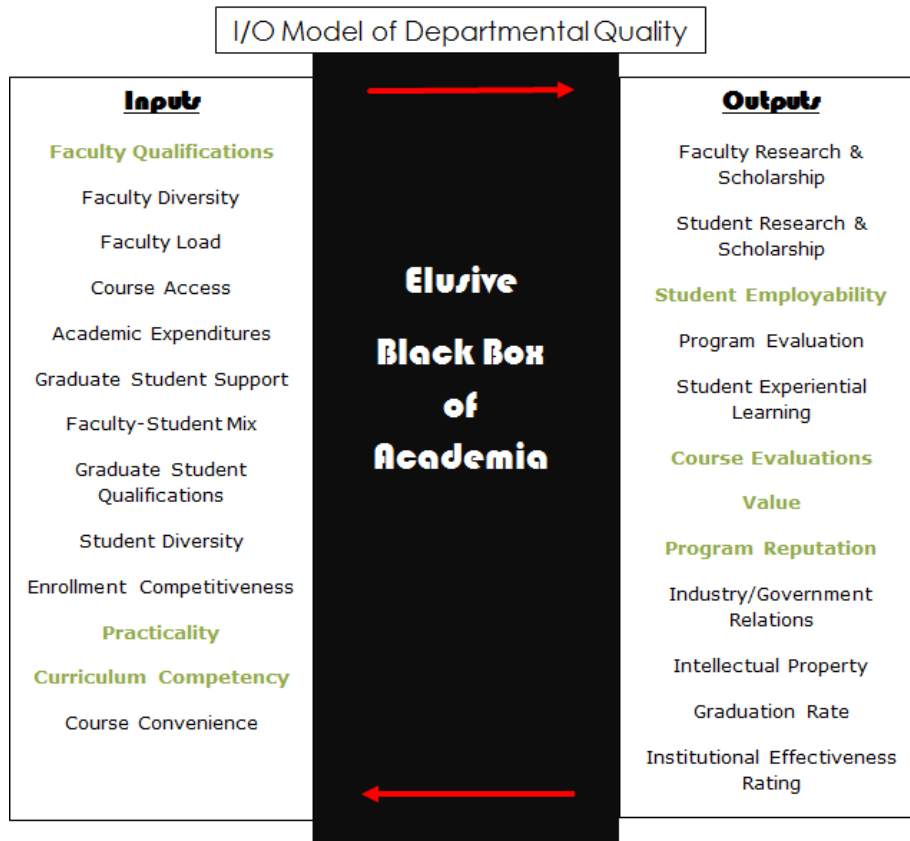 I/O Model of Departmental Quality
Inputs
Faculty Qualifications
Faculty Diversity
Faculty Load
Course Access
Academic Expenditures
Graduate Student Support
Faculty-Student Mix
Graduate Student
Qualifications
Student Diversity
Enrollment Competitiveness
Practicality
Curriculum Competency
Course Convenience
Elusive
Black Box
of
Academia
Outputs
Faculty Research &
Scholarship
Student Research &
Scholarship
Student Employability
Program Evaluation
Student Experiential
Learning
Course Evaluations
Value
Program Reputation
Industry/Government
Relations
Intellectual Property
Graduation Rate
Institutional Effectiveness
Rating